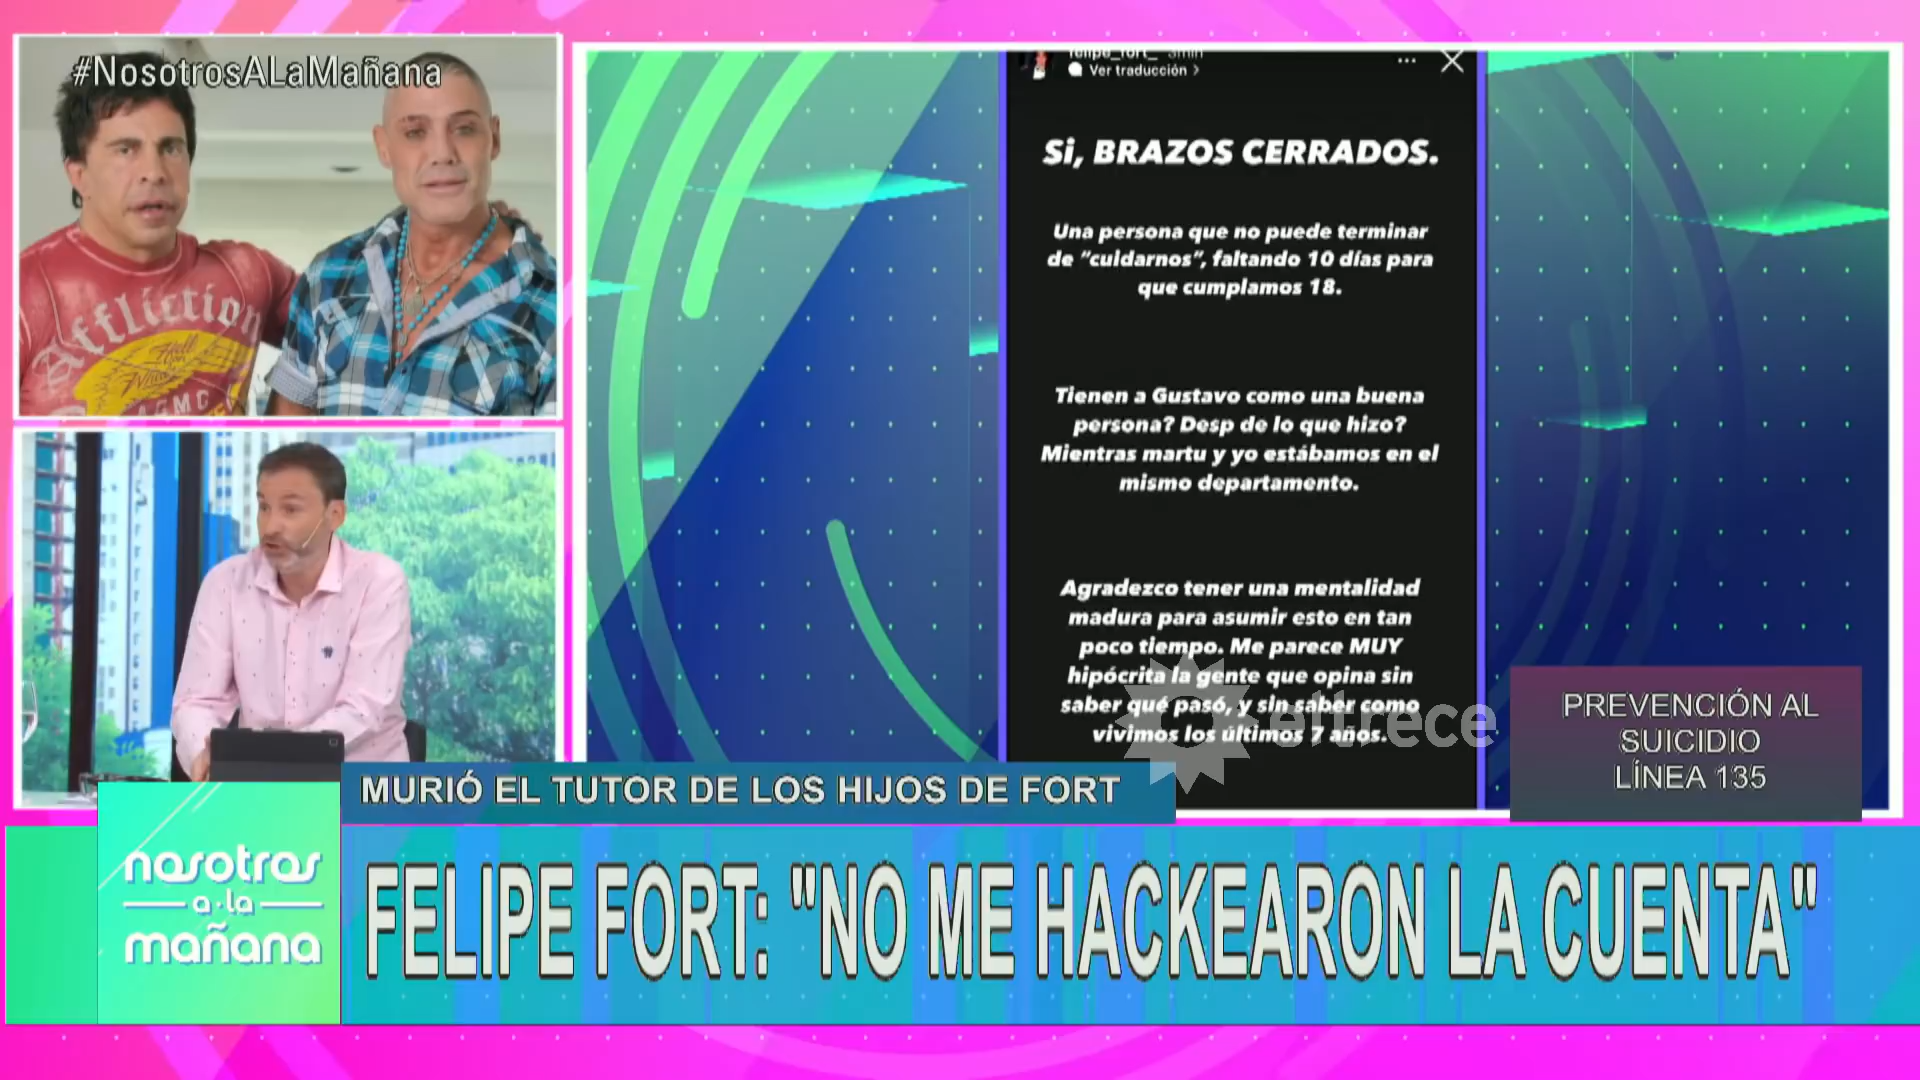 #NosotrosALaMañana
felipe_fort_ 3min
Ver traducción >
Si, BRAZOS CERRADOS.
Una persona que no puede terminar
de "cuidarnos", faltando 10 días para
que cumplamos 18.
Tienen a Gustavo como una buena
persona? Desp de lo que hizo?
Mientras martu y yo estábamos en el
mismo departamento.
Agradezco tener una mentalidad
madura para asumir esto en tan
poco tiempo. Me parece MUY
hipócrita la gente que opina sin
saber qué pasó, y sin saber como
vivimos los últimos 7 años.
eltrece
PREVENCIÓN AL
SUICIDIO
LÍNEA 135
Affliction
MURIÓ EL TUTOR DE LOS HIJOS DE FORT
nosotros
a·la
mañana
FELIPE FORT: "NO ME HACKEARON LA CUENTA"